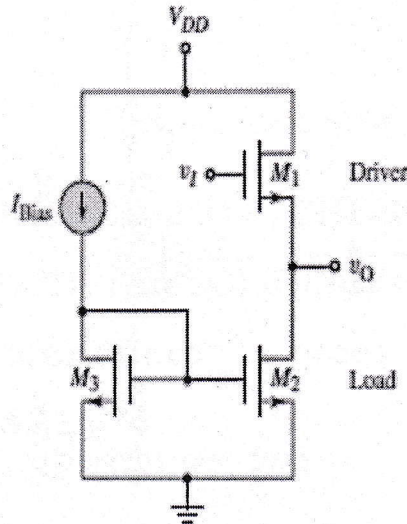 V_DD
v_I
M_1
Driver
I_Bias
v_O
M_3
M_2
Load